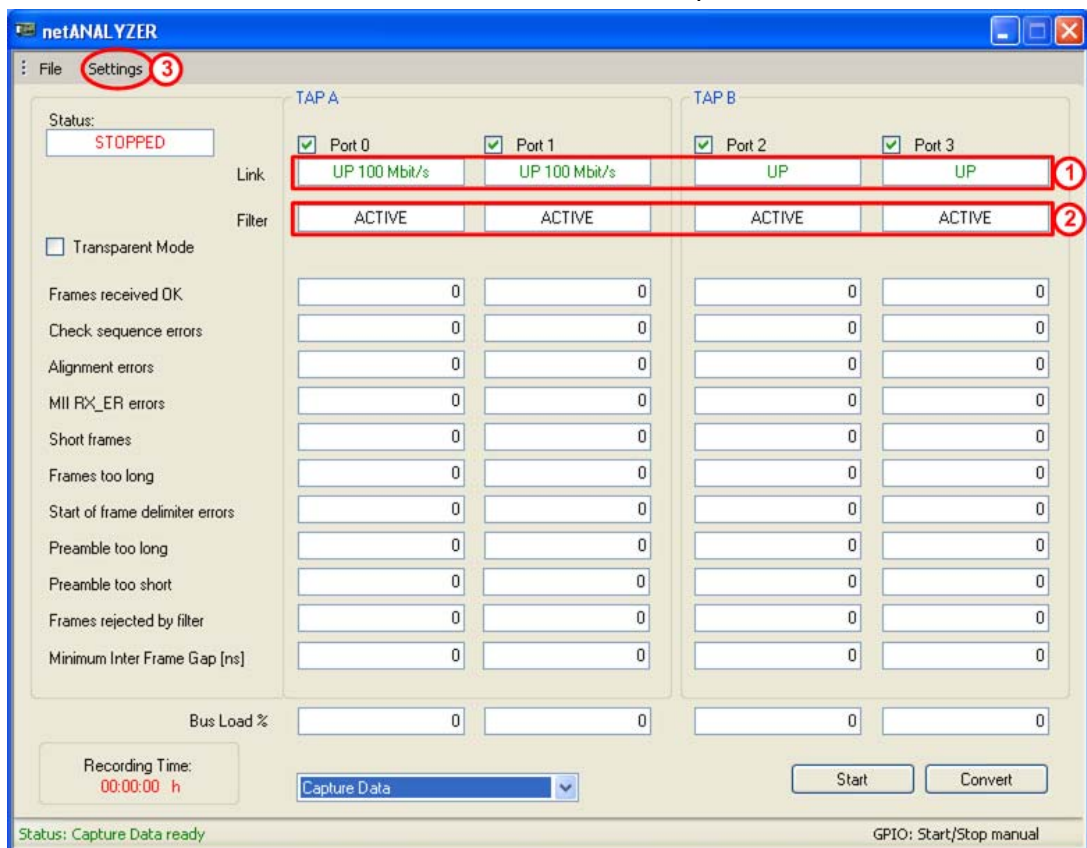 netANALYZER
File Settings 3
TAP A TAP B
Status:
STOPPED
Port 0 Port 1 Port 2 Port 3
Link UP 100 Mbit/s UP 100 Mbit/s UP UP 1
Filter ACTIVE ACTIVE ACTIVE ACTIVE 2
Transparent Mode
Frames received OK 0 0 0 0
Check sequence errors 0 0 0 0
Alignment errors 0 0 0 0
MII RX_ER errors 0 0 0 0
Short frames 0 0 0 0
Frames too long 0 0 0 0
Start of frame delimiter errors 0 0 0 0
Preamble too long 0 0 0 0
Preamble too short 0 0 0 0
Frames rejected by filter 0 0 0 0
Minimum Inter Frame Gap [ns] 0 0 0 0
Bus Load % 0 0 0 0
Recording Time:
00:00:00 h
Capture Data Start Convert
Status: Capture Data ready GPIO: Start/Stop manual